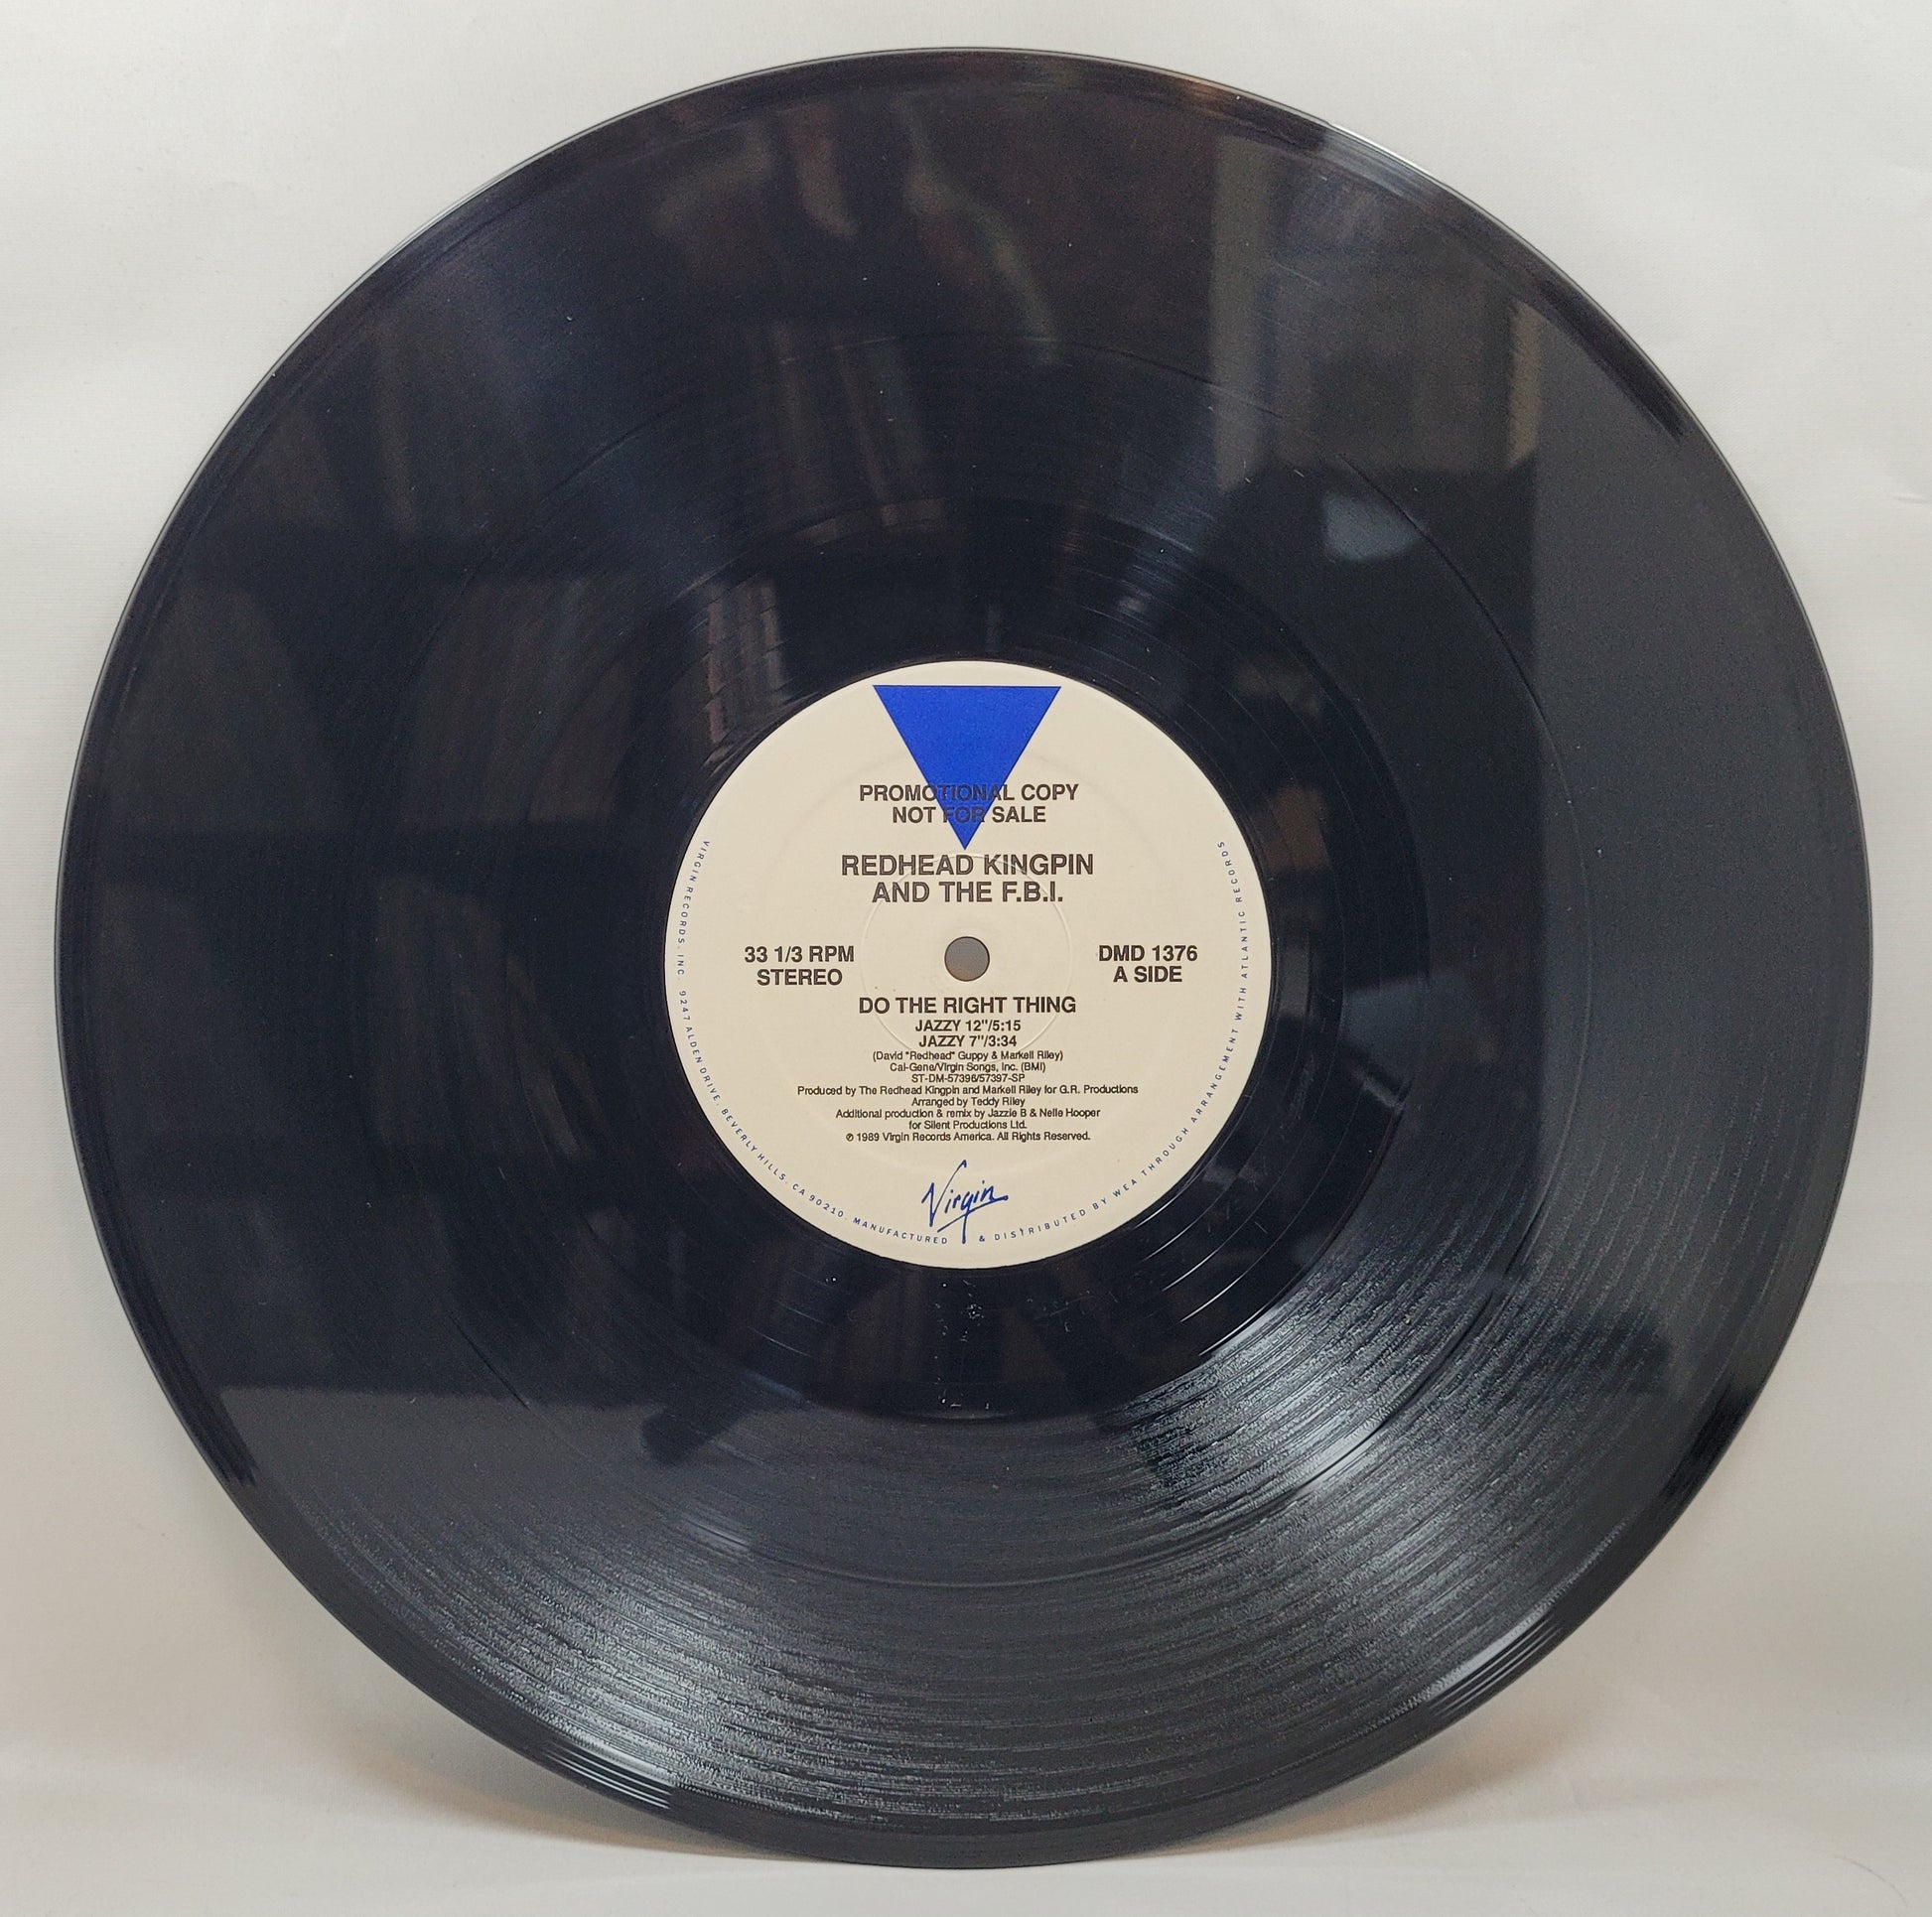 PROMOTIONAL COPY
NOT FOR SALE
REDHEAD KINGPIN
AND THE F.B.I.
33 1/3 RPM
STEREO
DMD 1376
A SIDE
DO THE RIGHT THING
JAZZY 12"/5:15
JAZZY 7"/3:34
(David "Redhead" Guppy & Markell Riley)
Cal-Gene/Virgin Songs, Inc. (BMI)
ST-DM-57396/57397-SP
Produced by The Redhead Kingpin and Markell Riley for G.R. Productions
Arranged by Teddy Riley
Additional production & remix by Jazzie B & Nelle Hooper
for Silent Productions Ltd.
℗ 1989 Virgin Records America. All Rights Reserved.
Virgin
VIRGIN RECORDS, INC. 9247 ALDEN DRIVE, BEVERLY HILLS, CA 90210. MANUFACTURED & DISTRIBUTED BY WEA THROUGH ARRANGEMENT WITH ATLANTIC RECORDS